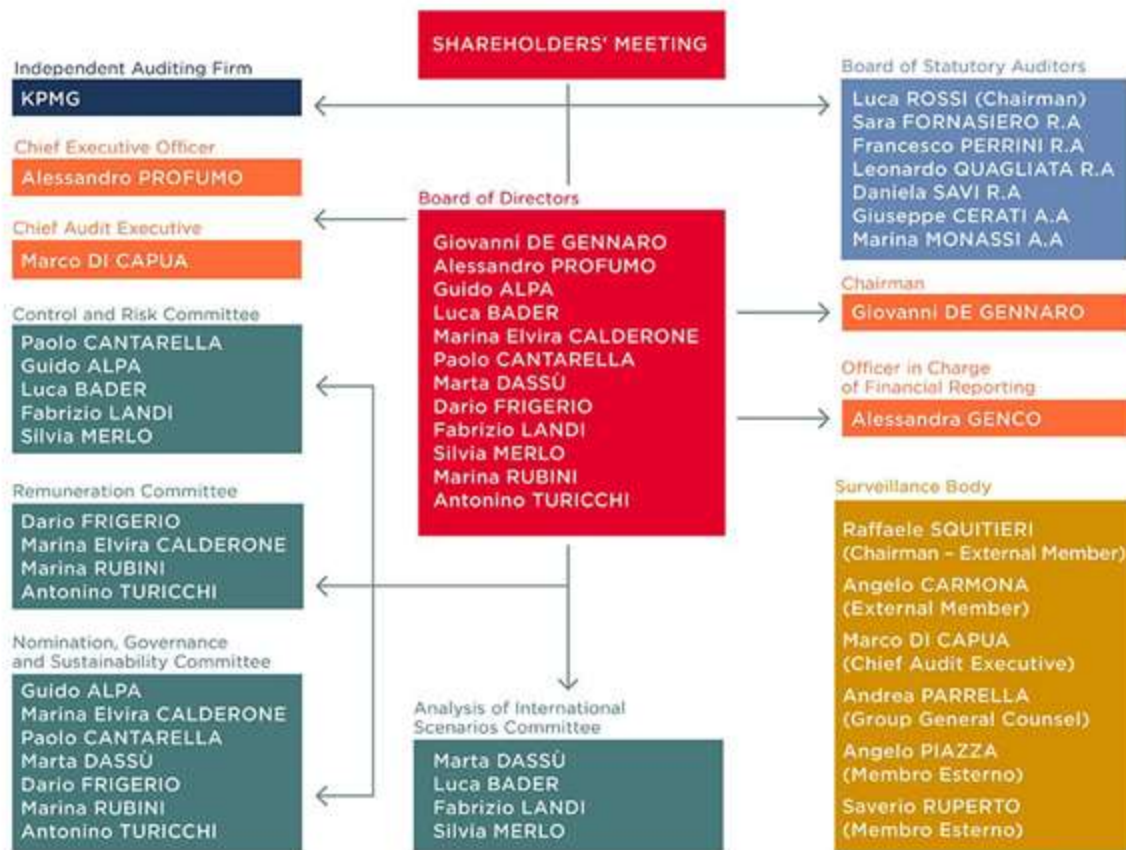 SHAREHOLDERS' MEETING
Independent Auditing Firm
KPMG
Chief Executive Officer
Alessandro PROFUMO
Chief Audit Executive
Marco DI CAPUA
Control and Risk Committee
Paolo CANTARELLA
Guido ALPA
Luca BADER
Fabrizio LANDI
Silvia MERLO
Remuneration Committee
Dario FRIGERIO
Marina Elvira CALDERONE
Marina RUBINI
Antonino TURICCHI
Nomination, Governance
and Sustainability Committee
Guido ALPA
Marina Elvira CALDERONE
Paolo CANTARELLA
Marta DASSÙ
Dario FRIGERIO
Marina RUBINI
Antonino TURICCHI
Board of Directors
Giovanni DE GENNARO
Alessandro PROFUMO
Guido ALPA
Luca BADER
Marina Elvira CALDERONE
Paolo CANTARELLA
Marta DASSÙ
Dario FRIGERIO
Fabrizio LANDI
Silvia MERLO
Marina RUBINI
Antonino TURICCHI
Analysis of International
Scenarios Committee
Marta DASSÙ
Luca BADER
Fabrizio LANDI
Silvia MERLO
Board of Statutory Auditors
Luca ROSSI (Chairman)
Sara FORNASIERO R.A
Francesco PERRINI R.A
Leonardo QUAGLIATA R.A
Daniela SAVI R.A
Giuseppe CERATI A.A
Marina MONASSI A.A
Chairman
Giovanni DE GENNARO
Officer in Charge
of Financial Reporting
Alessandra GENCO
Surveillance Body
Raffaele SQUITIERI
(Chairman – External Member)
Angelo CARMONA
(External Member)
Marco DI CAPUA
(Chief Audit Executive)
Andrea PARRELLA
(Group General Counsel)
Angelo PIAZZA
(Membro Esterno)
Saverio RUPERTO
(Membro Esterno)